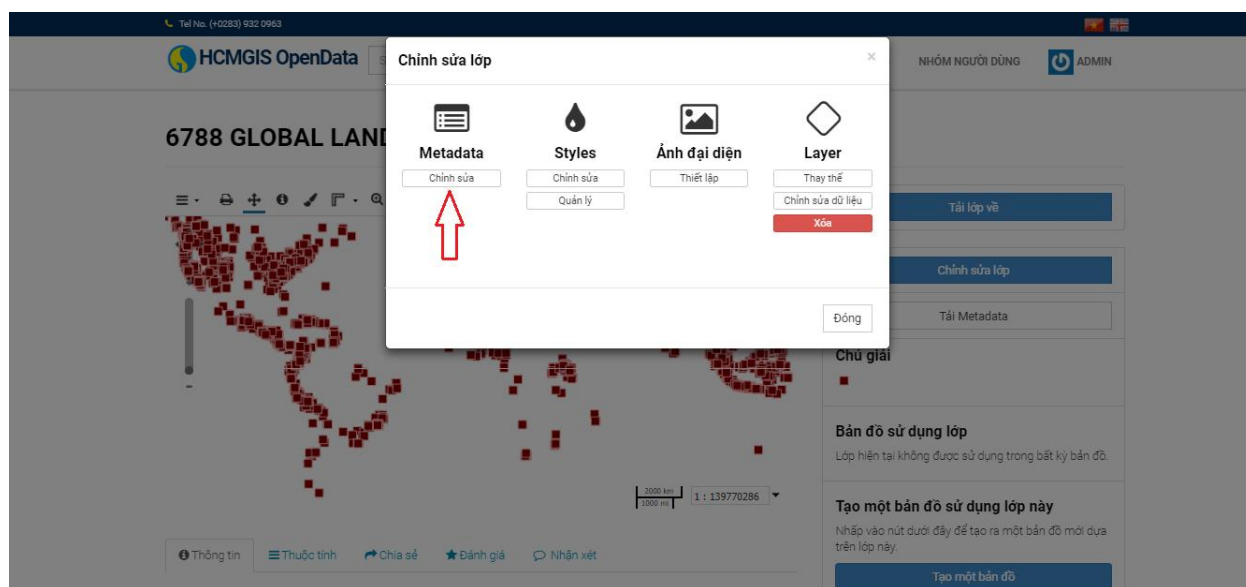 Tel No. (+0283) 932 0963
HCMGIS OpenData
NHÓM NGƯỜI DÙNG
ADMIN
Chỉnh sửa lớp
×
Metadata
Styles
Ảnh đại diện
Layer
Chỉnh sửa
Chỉnh sửa
Thiết lập
Thay thế
Quản lý
Chỉnh sửa dữ liệu
Xóa
Đóng
6788 GLOBAL LAND
Tải lớp về
Chỉnh sửa lớp
Tải Metadata
Chú giải
Bản đồ sử dụng lớp
Lớp hiện tại không được sử dụng trong bất kỳ bản đồ.
2000 km
1000 mi
1 : 139770286
Tạo một bản đồ sử dụng lớp này
Nhấp vào nút dưới đây để tạo ra một bản đồ mới dựa
trên lớp này.
Tạo một bản đồ
Thông tin
Thuộc tính
Chia sẻ
Đánh giá
Nhận xét